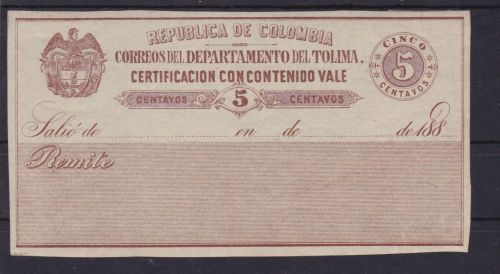 REPUBLICA DE COLOMBIA
CORREOS DEL DEPARTAMENTO DEL TOLIMA.
CERTIFICACION CON CONTENIDO VALE
CENTAVOS 5 CENTAVOS
CINCO
5
CENTAVOS
Salió de en de de 188
Remite